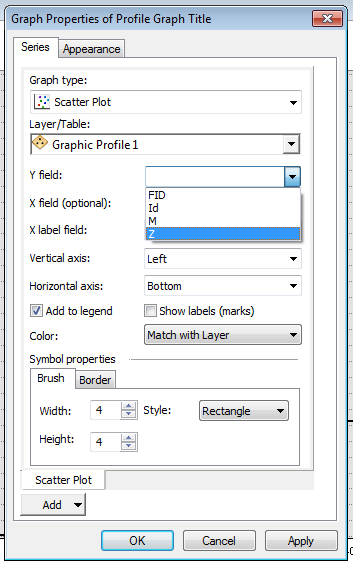 Graph Properties of Profile Graph Title
Series Appearance
Graph type:
Scatter Plot
Layer/Table:
Graphic Profile 1
Y field:
FID
X field (optional):
Id
M
X label field:
Z
Vertical axis: Left
Horizontal axis: Bottom
Add to legend Show labels (marks)
Color: Match with Layer
Symbol properties
Brush Border
Width: 4 Style: Rectangle
Height: 4
Scatter Plot
Add
OK Cancel Apply